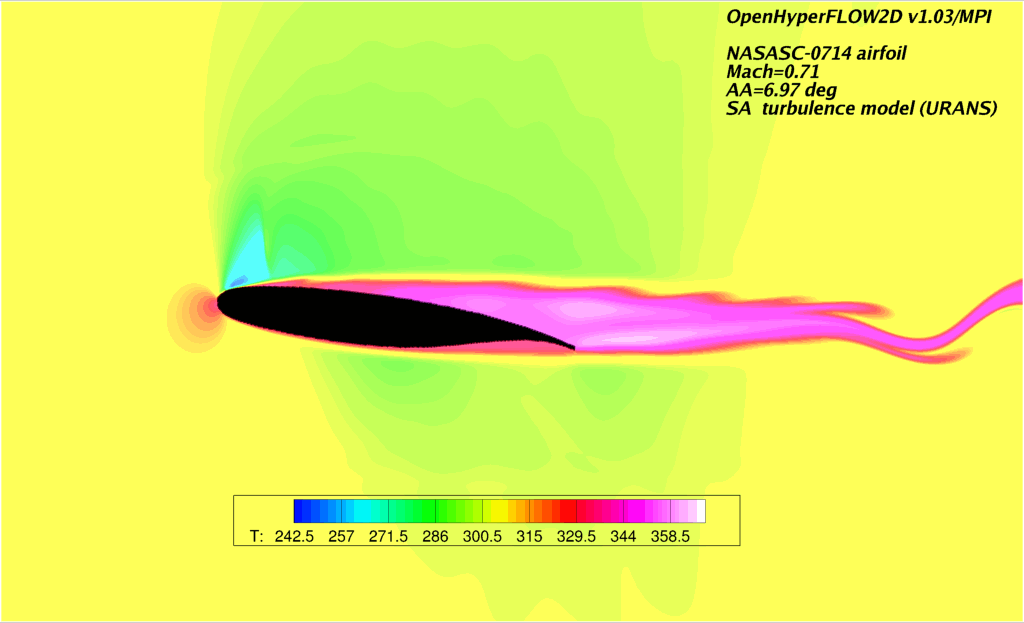 OpenHyperFLOW2D v1.03/MPI
NASASC-0714 airfoil
Mach=0.71
AA=6.97 deg
SA turbulence model (URANS)
T: 242.5 257 271.5 286 300.5 315 329.5 344 358.5